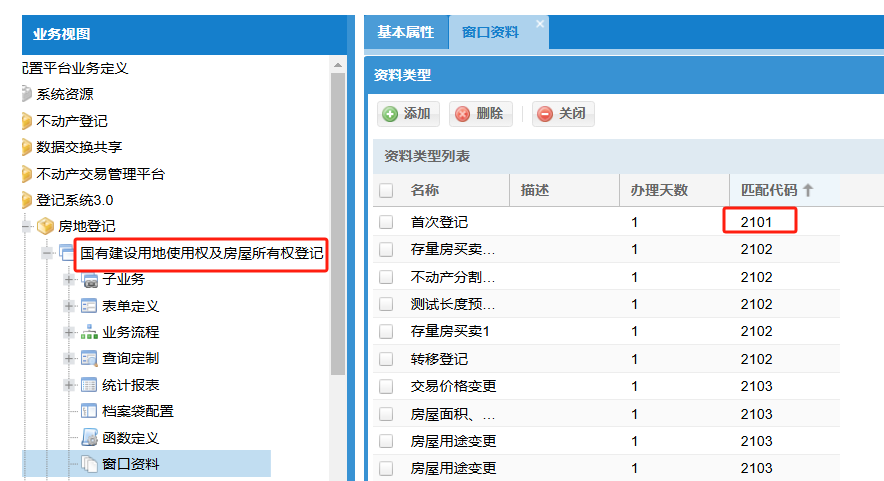 业务视图
配置平台业务定义
系统资源
不动产登记
数据交换共享
不动产交易管理平台
登记系统3.0
房地登记
国有建设用地使用权及房屋所有权登记
子业务
表单定义
业务流程
查询定制
统计报表
档案袋配置
函数定义
窗口资料
基本属性 窗口资料
资料类型
添加 删除 关闭
资料类型列表
名称 描述 办理天数 匹配代码
首次登记 1 2101
存量房买卖... 1 2102
不动产分割... 1 2102
测试长度预... 1 2102
存量房买卖1 1 2102
转移登记 1 2102
交易价格变更 1 2103
房屋面积、... 1 2103
房屋用途变更 1 2103
房屋用途变更 1 2103